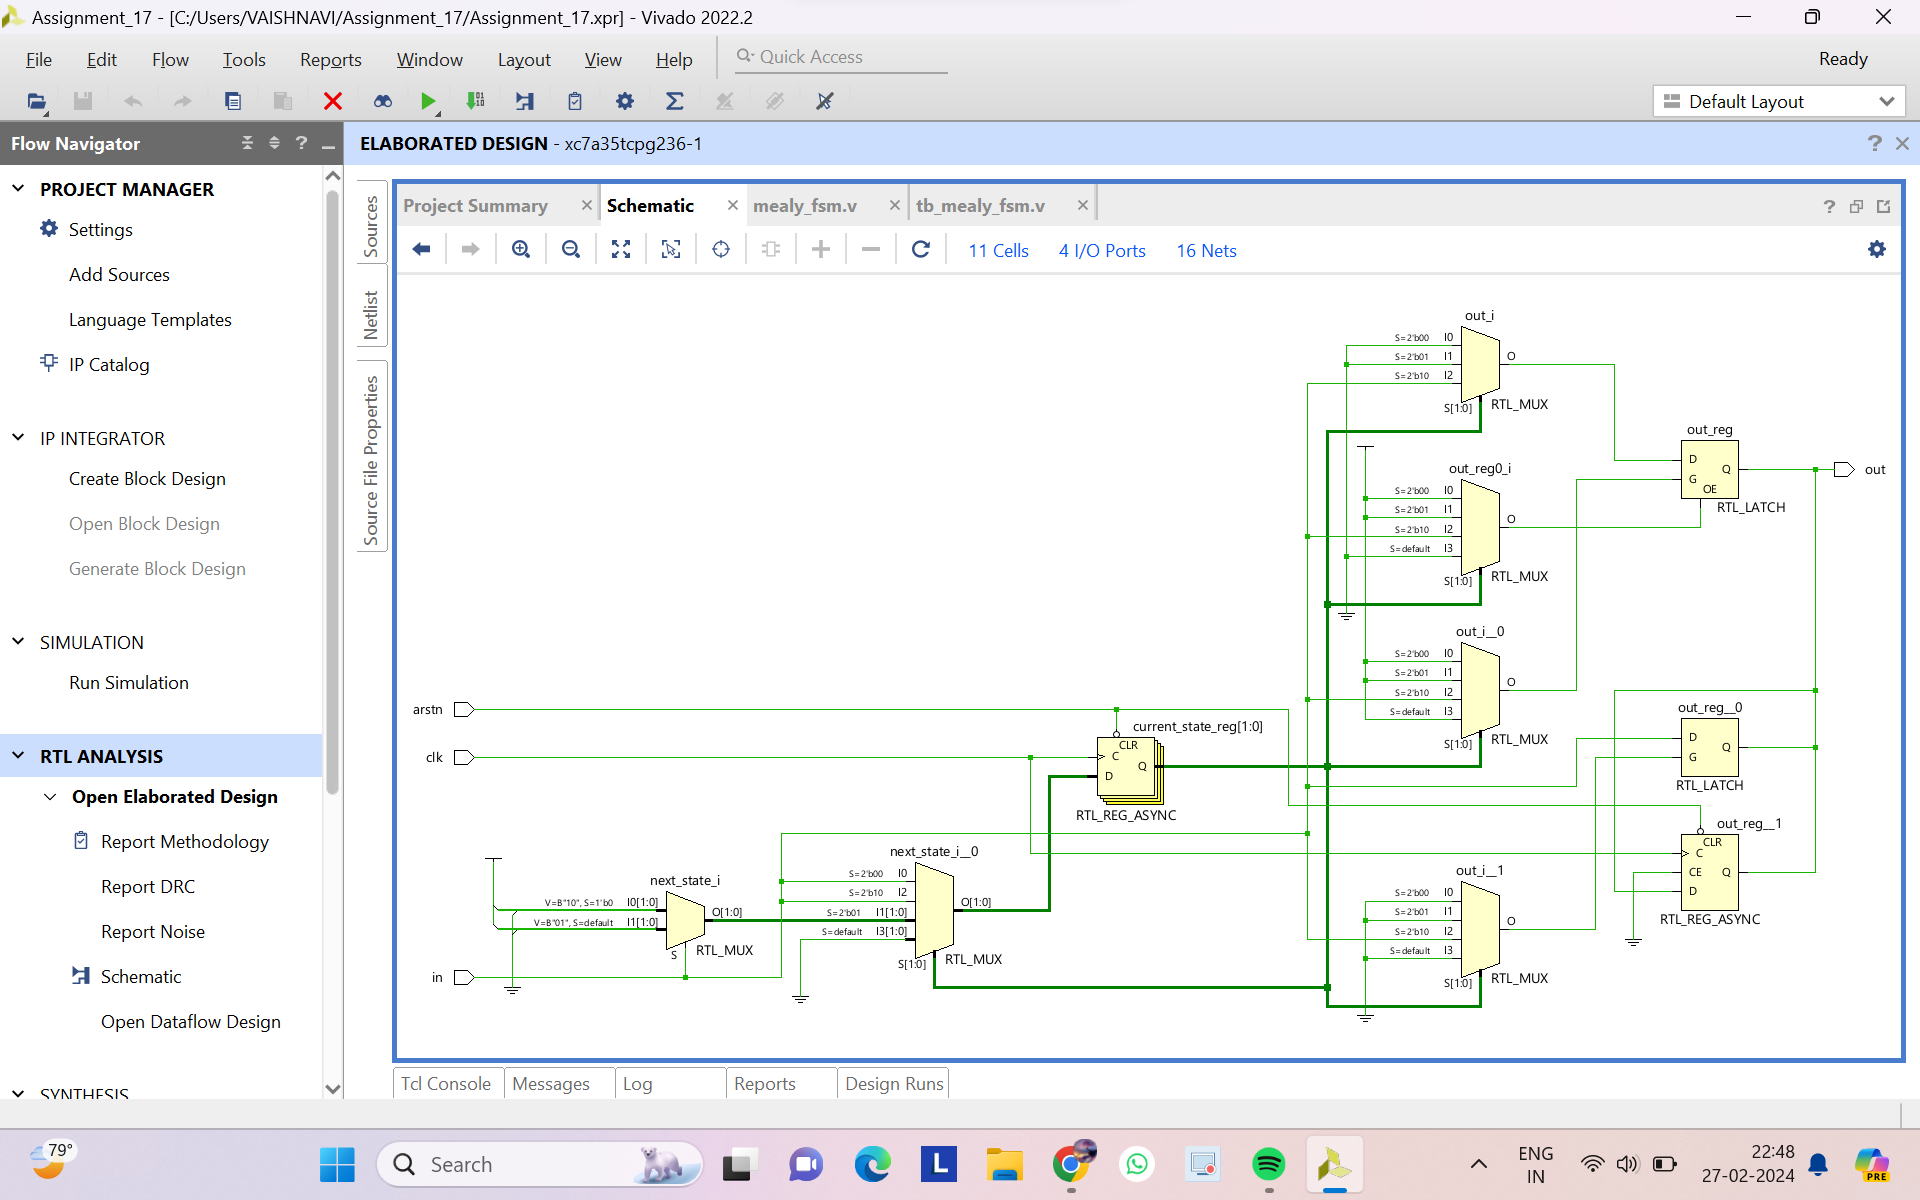 Assignment_17 - [C:/Users/VAISHNAVI/Assignment_17/Assignment_17.xpr] - Vivado 2022.2
File Edit Flow Tools Reports Window Layout View Help Quick Access Ready
Default Layout
Flow Navigator
ELABORATED DESIGN - xc7a35tcpg236-1
PROJECT MANAGER
Settings
Add Sources
Language Templates
IP Catalog
IP INTEGRATOR
Create Block Design
Open Block Design
Generate Block Design
SIMULATION
Run Simulation
RTL ANALYSIS
Open Elaborated Design
Report Methodology
Report DRC
Report Noise
Schematic
Open Dataflow Design
SYNTHESIS
Sources
Netlist
Source File Properties
Project Summary Schematic mealy_fsm.v tb_mealy_fsm.v
11 Cells 4 I/O Ports 16 Nets
out_i
S=2'b00 I0
S=2'b01 I1
S=2'b10 I2
O
S[1:0] RTL_MUX
out_reg0_i
S=2'b00 I0
S=2'b01 I1
S=2'b10 I2
S=default I3
O
S[1:0] RTL_MUX
out_reg
D
G
Q
OE
RTL_LATCH
out
out_i__0
S=2'b00 I0
S=2'b01 I1
S=2'b10 I2
S=default I3
O
S[1:0] RTL_MUX
out_reg__0
D
G
Q
RTL_LATCH
arstn
clk
in
current_state_reg[1:0]
CLR
C
D
Q
RTL_REG_ASYNC
out_reg__1
CLR
C
CE
D
Q
RTL_REG_ASYNC
next_state_i
V=B"10", S=1'b0 I0[1:0]
V=B"01", S=default I1[1:0]
O[1:0]
S
RTL_MUX
next_state_i__0
S=2'b00 I0
S=2'b10 I2
S=2'b01 I1[1:0]
S=default I3[1:0]
O[1:0]
S[1:0] RTL_MUX
out_i__1
S=2'b00 I0
S=2'b01 I1
S=2'b10 I2
S=default I3
O
S[1:0] RTL_MUX
Tcl Console Messages Log Reports Design Runs
79°
Search
L
ENG
IN
22:48
27-02-2024
PRE